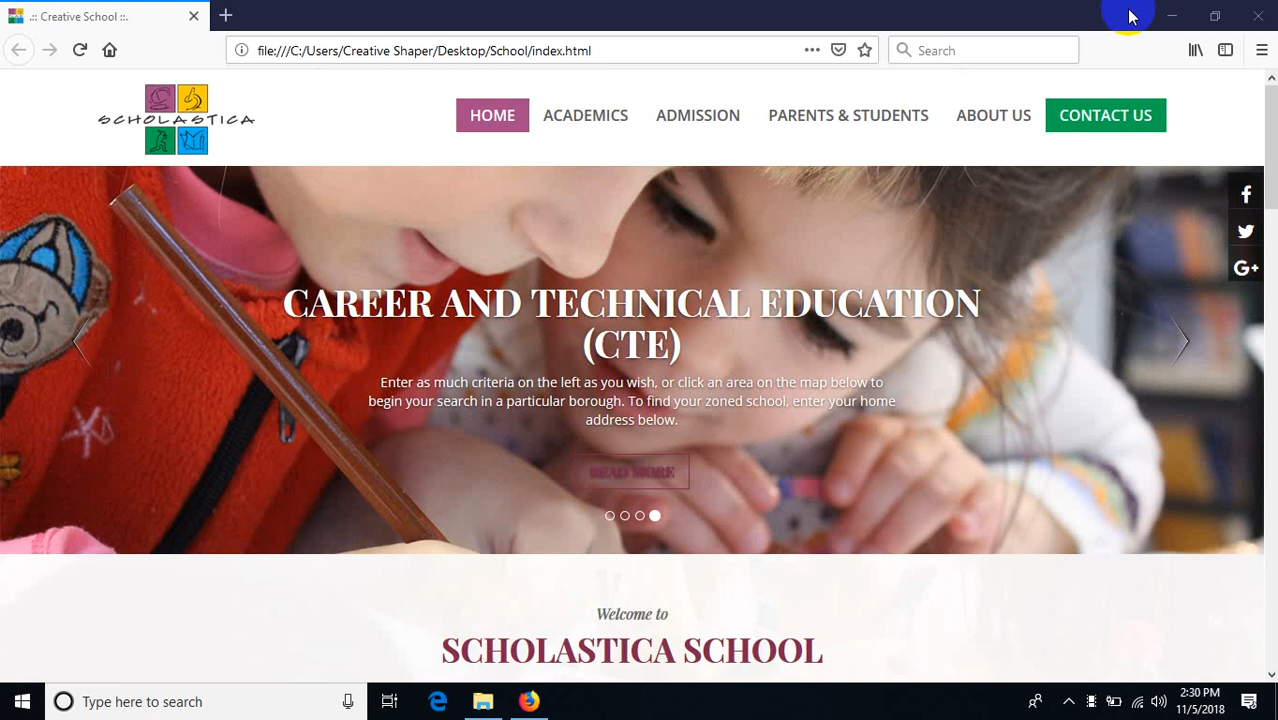 .:: Creative School ::.
file:///C:/Users/Creative Shaper/Desktop/School/index.html
Search
SCHOLASTICA
HOME
ACADEMICS
ADMISSION
PARENTS & STUDENTS
ABOUT US
CONTACT US
CAREER AND TECHNICAL EDUCATION
(CTE)
Enter as much criteria on the left as you wish, or click an area on the map below to
begin your search in a particular borough. To find your zoned school, enter your home
address below.
READ MORE
Welcome to
SCHOLASTICA SCHOOL
Type here to search
2:30 PM
11/5/2018